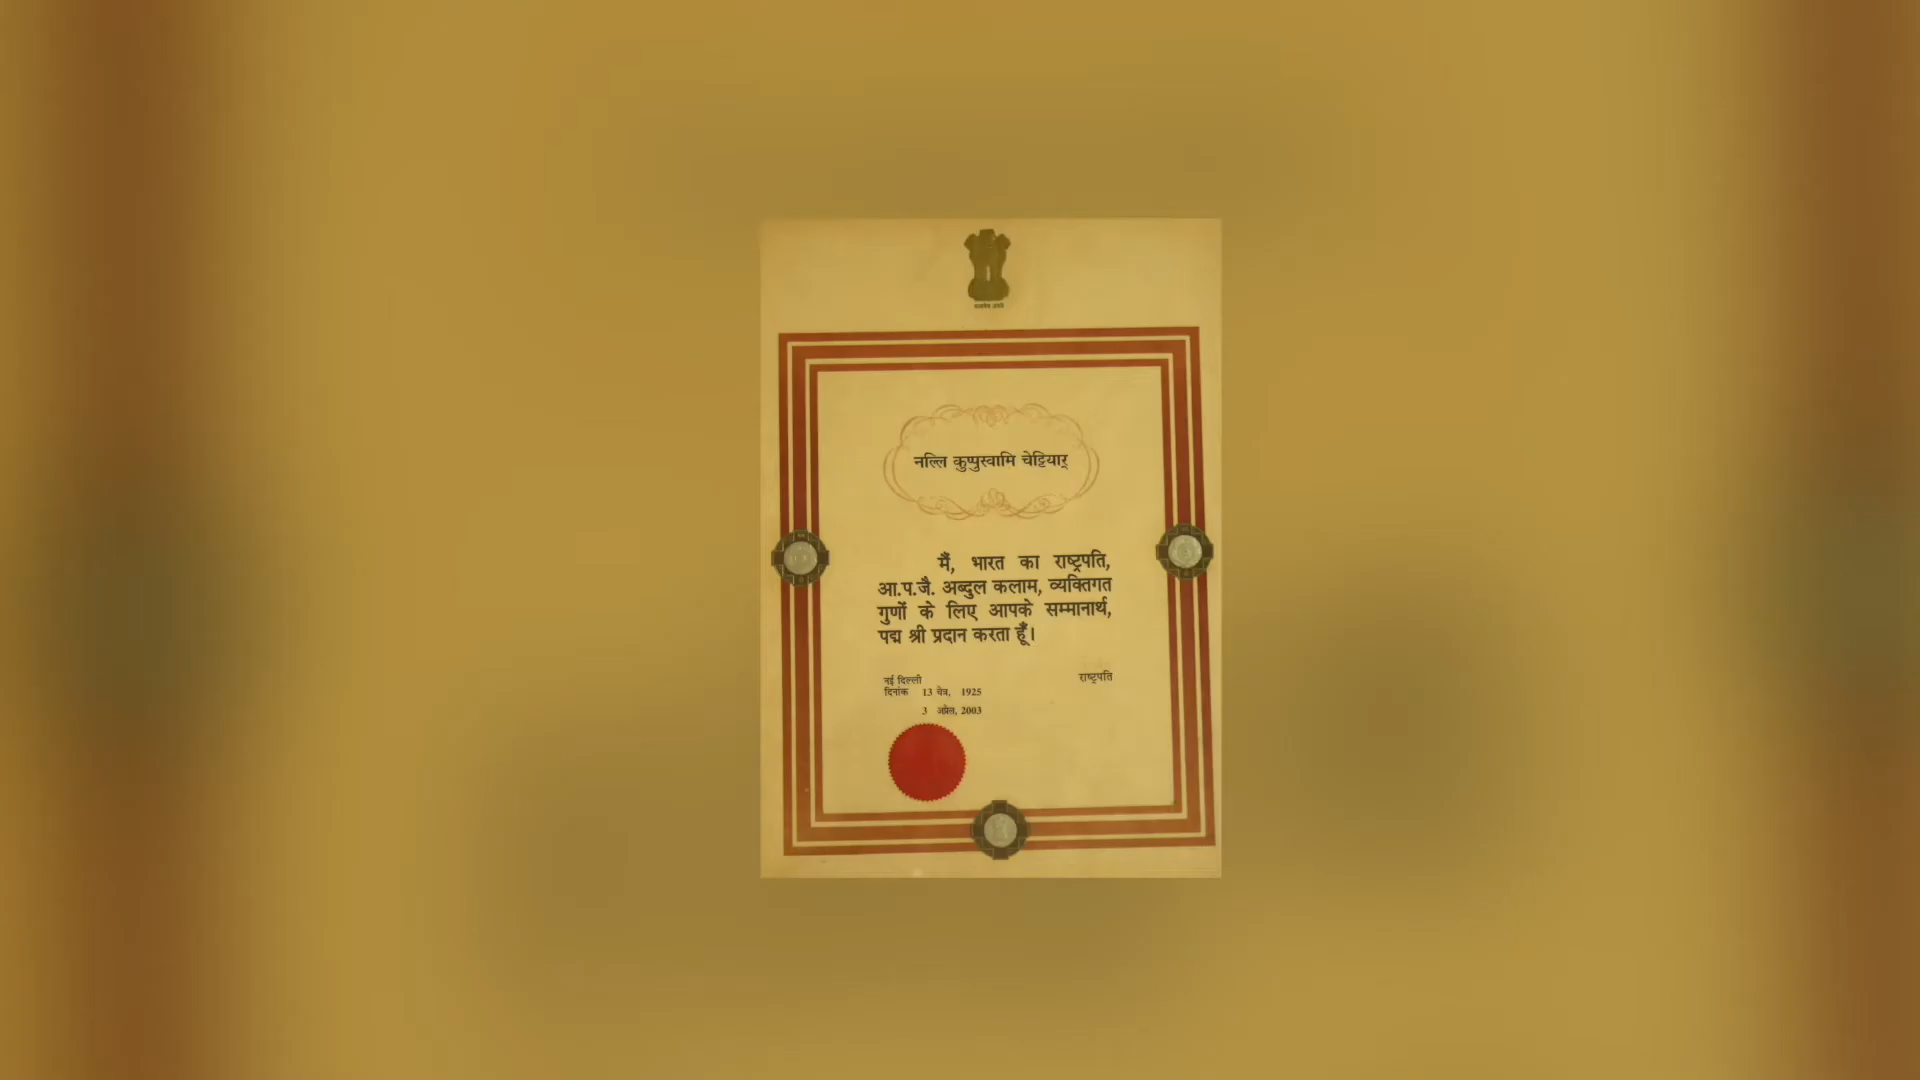 नल्लि कुप्पुस्वामि चेट्टियार्
मैं, भारत का राष्ट्रपति,
आ.प.जै. अब्दुल कलाम, व्यक्तिगत
गुणों के लिए आपके सम्मानार्थ,
पद्म श्री प्रदान करता हूँ।
नई दिल्ली
राष्ट्रपति
दिनांक 13 चैत्र, 1925
3 अप्रैल, 2003